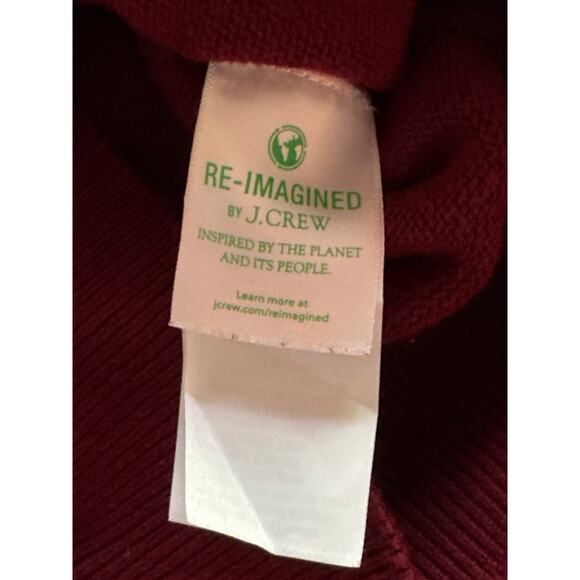 RE-IMAGINED
BY J.CREW
INSPIRED BY THE PLANET
AND ITS PEOPLE.
Learn more at
jcrew.com/reimagined